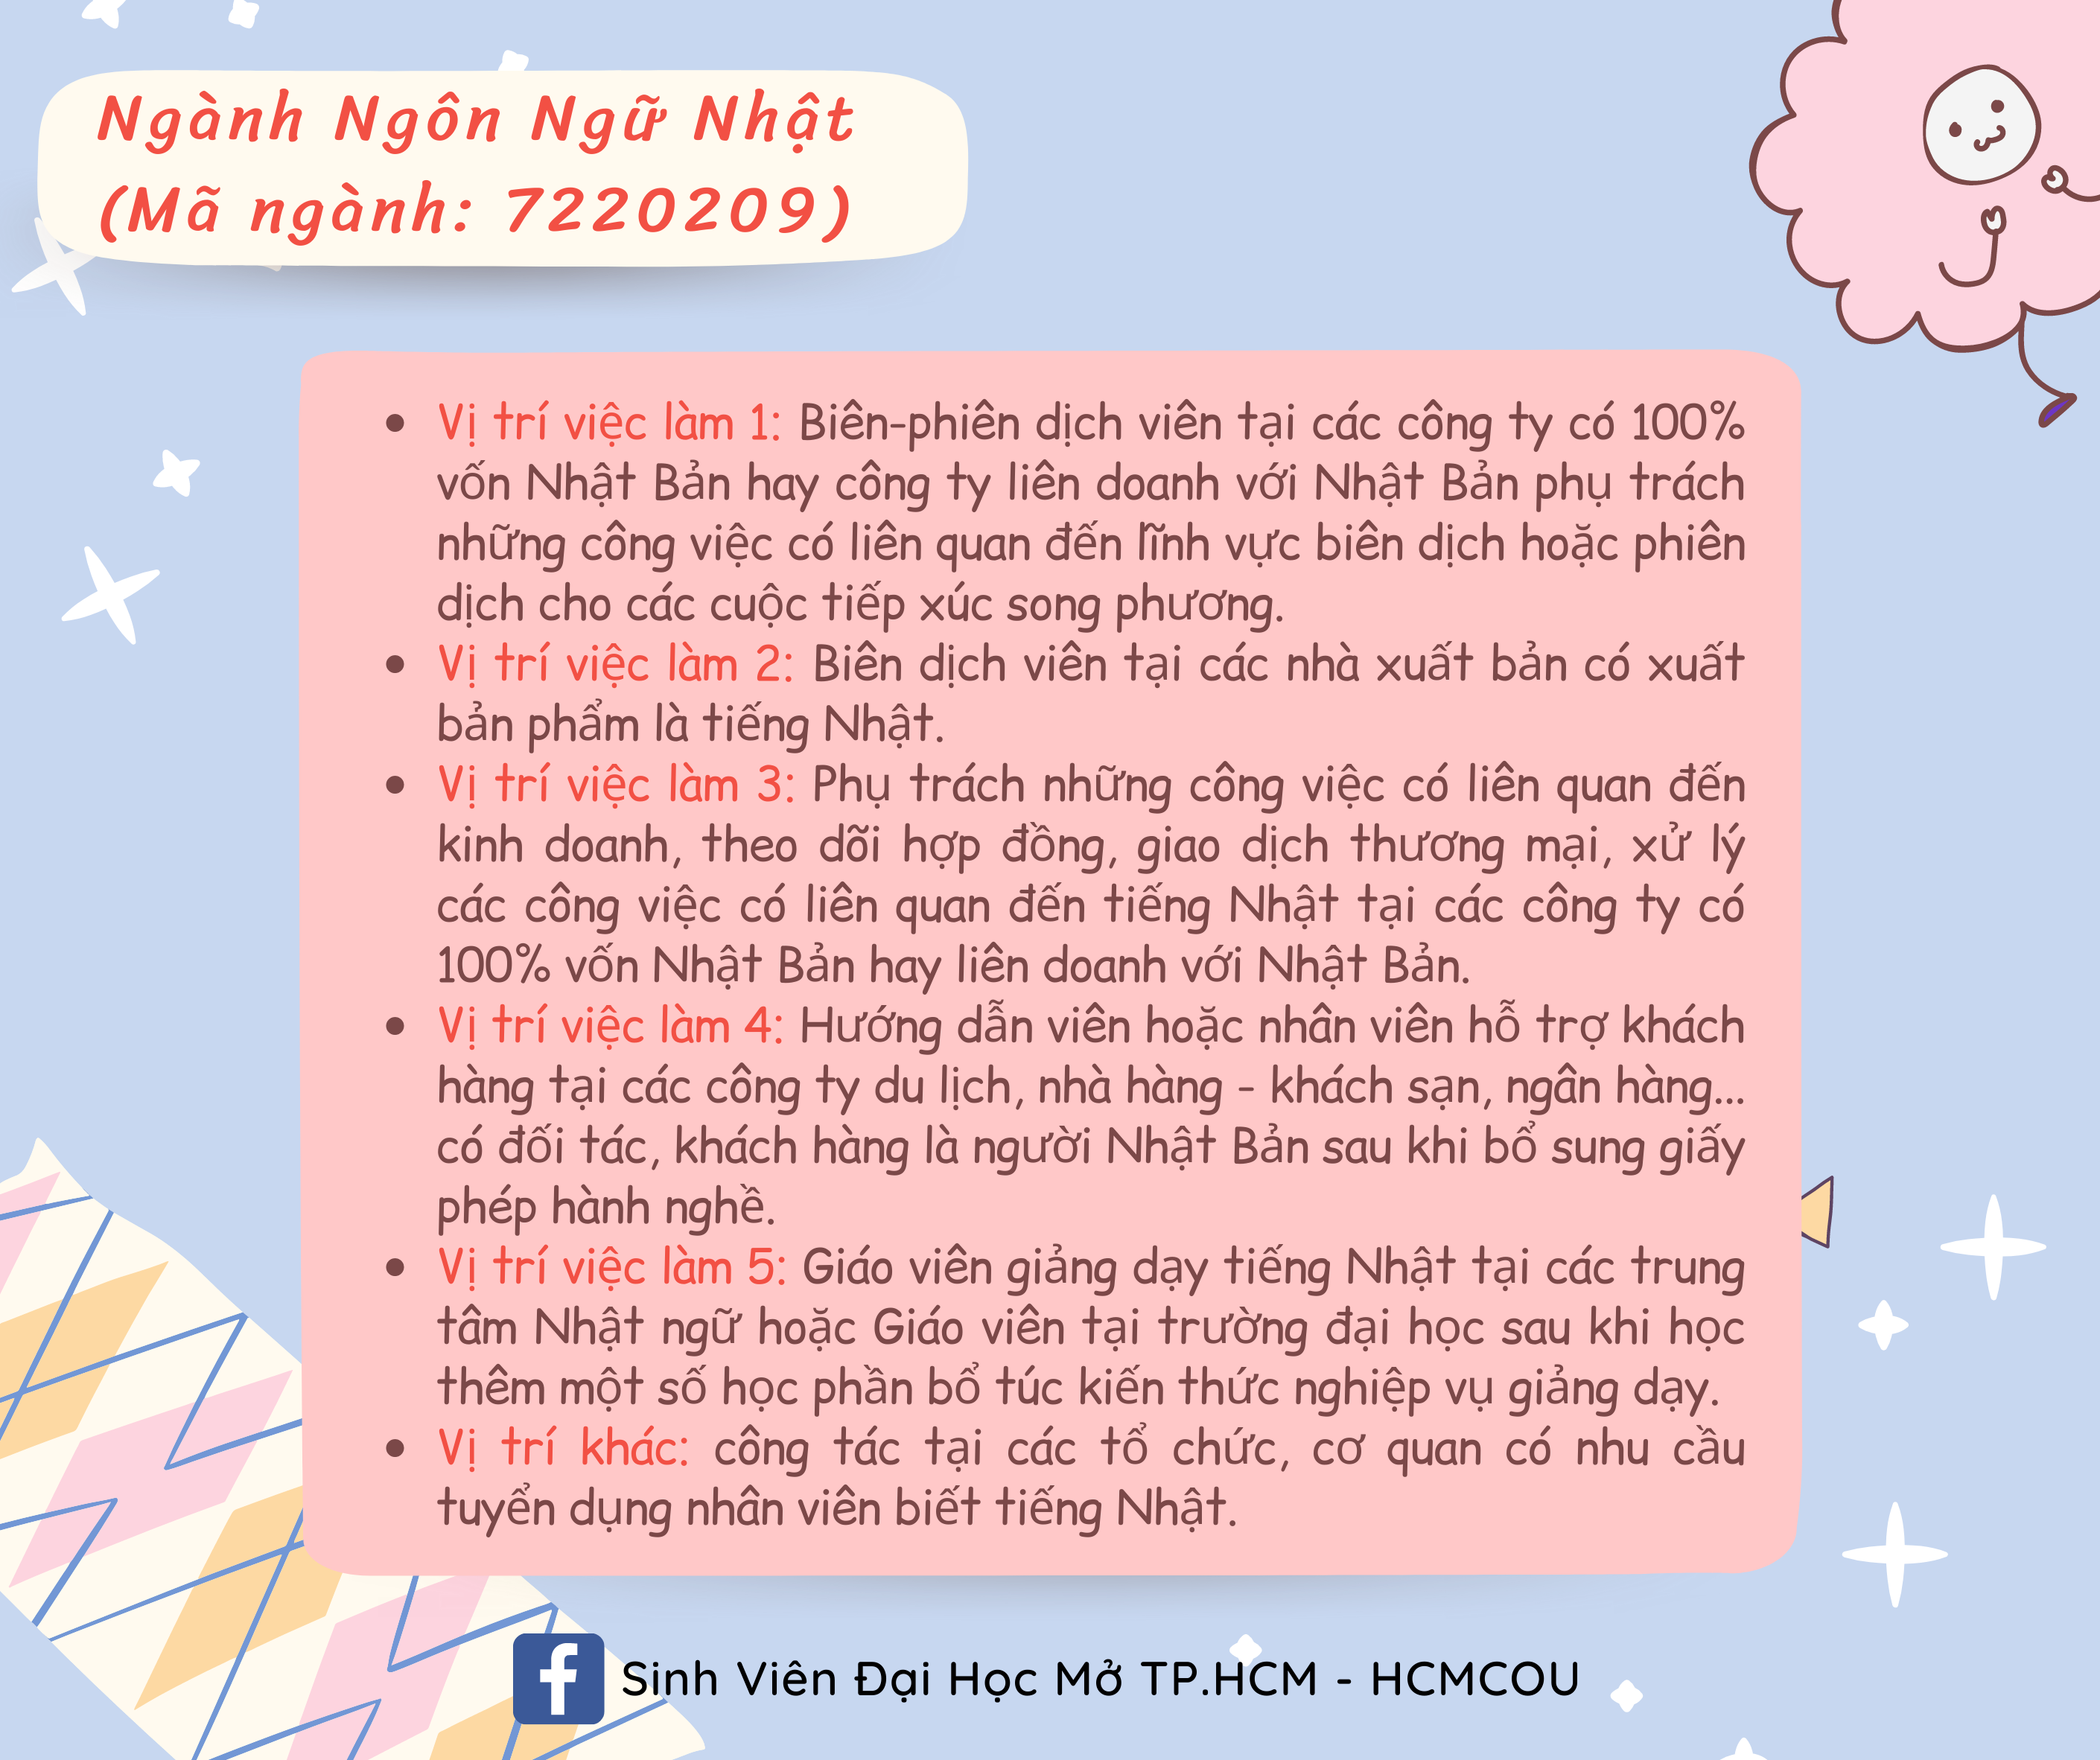 Ngành Ngôn Ngữ Nhật
(Mã ngành: 7220209)
• Vị trí việc làm 1: Biên-phiên dịch viên tại các công ty có 100%
vốn Nhật Bản hay công ty liên doanh với Nhật Bản phụ trách
những công việc có liên quan đến lĩnh vực biên dịch hoặc phiên
dịch cho các cuộc tiếp xúc song phương.
• Vị trí việc làm 2: Biên dịch viên tại các nhà xuất bản có xuất
bản phẩm là tiếng Nhật.
• Vị trí việc làm 3: Phụ trách những công việc có liên quan đến
kinh doanh, theo dõi hợp đồng, giao dịch thương mại, xử lý
các công việc có liên quan đến tiếng Nhật tại các công ty có
100% vốn Nhật Bản hay liên doanh với Nhật Bản.
• Vị trí việc làm 4: Hướng dẫn viên hoặc nhân viên hỗ trợ khách
hàng tại các công ty du lịch, nhà hàng - khách sạn, ngân hàng...
có đối tác, khách hàng là người Nhật Bản sau khi bổ sung giấy
phép hành nghề.
• Vị trí việc làm 5: Giáo viên giảng dạy tiếng Nhật tại các trung
tâm Nhật ngữ hoặc Giáo viên tại trường đại học sau khi học
thêm một số học phần bổ túc kiến thức nghiệp vụ giảng dạy.
• Vị trí khác: công tác tại các tổ chức, cơ quan có nhu cầu
tuyển dụng nhân viên biết tiếng Nhật.
f Sinh Viên Đại Học Mở TP.HCM - HCMCOU